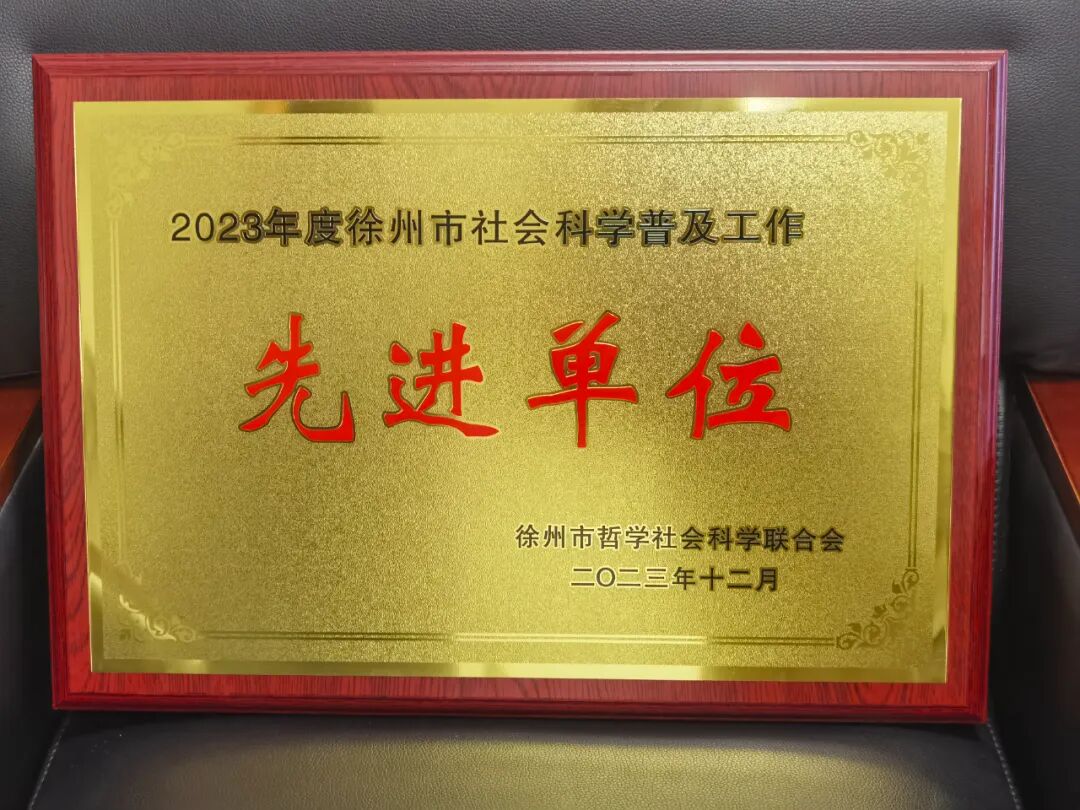 2023年度徐州市社会科学普及工作
先进单位
徐州市哲学社会科学联合会
二〇二三年十二月